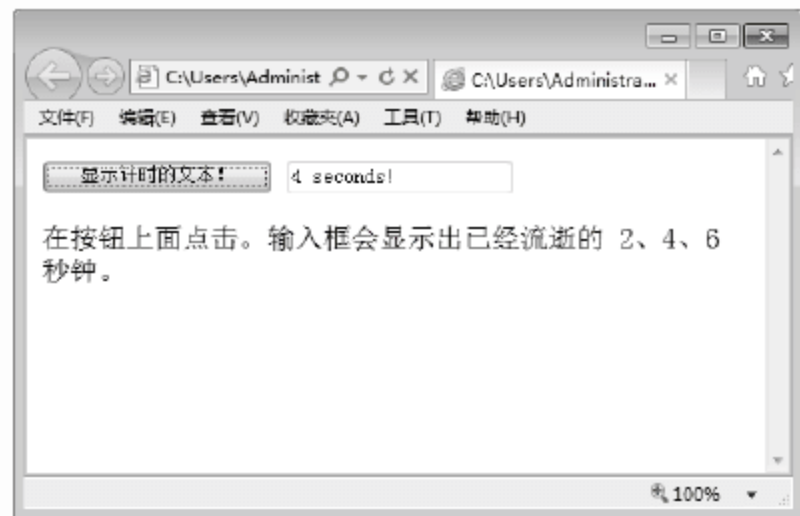 C:\Users\Administ
C:\Users\Administra...
文件(F) 编辑(E) 查看(V) 收藏夹(A) 工具(T) 帮助(H)
显示计时的文本！ 4 seconds!
在按钮上面点击。输入框会显示出已经流逝的 2、4、6
秒钟。
100%